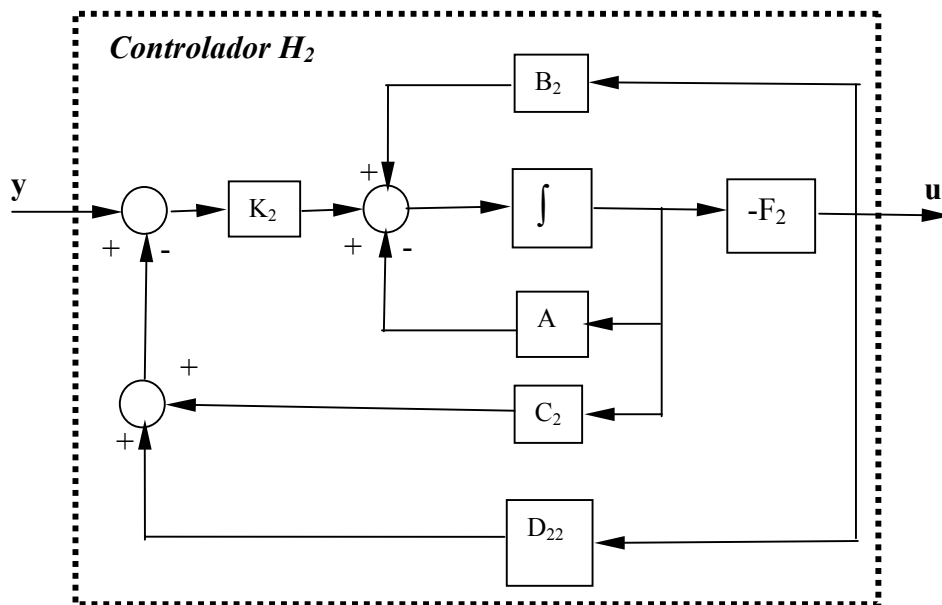 Controlador H₂
B₂
y
+
K₂
∫
-F₂
u
+
+
-
-
A
+
C₂
+
D₂₂